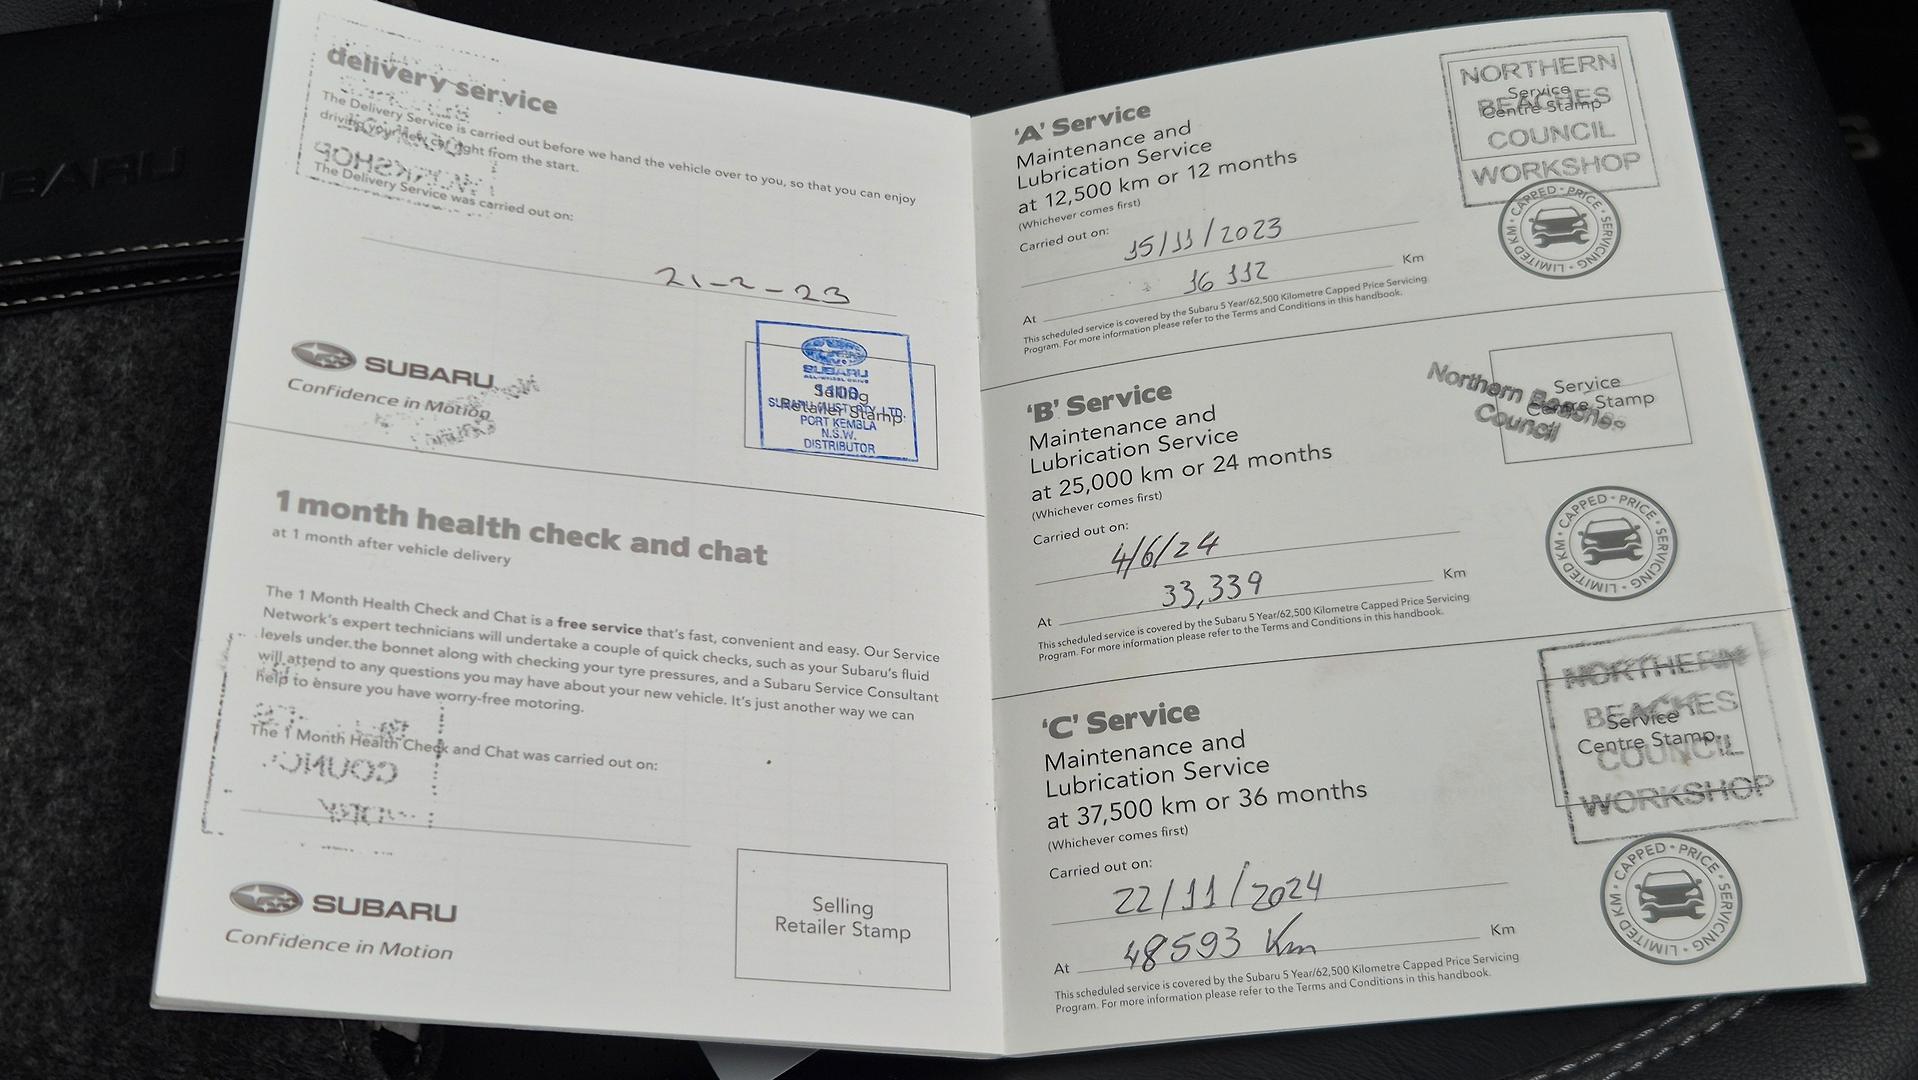 delivery service
The Delivery Service is carried out before we hand the vehicle over to you, so that you can enjoy
driving your new car right from the start.
The Delivery Service was carried out on:
21-2-23
SUBARU
Confidence in Motion
SUBARU
ALL-WHEEL DRIVE
Selling
Retailer Stamp
SUBARU (AUST) PTY. LTD.
PORT KEMBLA
N.S.W.
DISTRIBUTOR
1 month health check and chat
at 1 month after vehicle delivery
The 1 Month Health Check and Chat is a free service that's fast, convenient and easy. Our Service
Network's expert technicians will undertake a couple of quick checks, such as your Subaru's fluid
levels under the bonnet along with checking your tyre pressures, and a Subaru Service Consultant
will attend to any questions you may have about your new vehicle. It's just another way we can
help to ensure you have worry-free motoring.
The 1 Month Health Check and Chat was carried out on:
SUBARU
Confidence in Motion
Selling
Retailer Stamp
'A' Service
Maintenance and
Lubrication Service
at 12,500 km or 12 months
(Whichever comes first)
Carried out on:
15/11/2023
16 112
Km
At
This scheduled service is covered by the Subaru 5 Year/62,500 Kilometre Capped Price Servicing
Program. For more information please refer to the Terms and Conditions in this handbook.
NORTHERN
BEACHES
COUNCIL
WORKSHOP
Service
Centre Stamp
CAPPED • PRICE • SERVICING • LIMITED KM •
'B' Service
Maintenance and
Lubrication Service
at 25,000 km or 24 months
(Whichever comes first)
Carried out on:
4/6/24
33,339
Km
At
This scheduled service is covered by the Subaru 5 Year/62,500 Kilometre Capped Price Servicing
Program. For more information please refer to the Terms and Conditions in this handbook.
Northern Beaches
Council
Service
Centre Stamp
CAPPED • PRICE • SERVICING • LIMITED KM •
'C' Service
Maintenance and
Lubrication Service
at 37,500 km or 36 months
(Whichever comes first)
Carried out on:
22/11/2024
48593 Km
Km
At
This scheduled service is covered by the Subaru 5 Year/62,500 Kilometre Capped Price Servicing
Program. For more information please refer to the Terms and Conditions in this handbook.
NORTHERN
BEACHES
COUNCIL
WORKSHOP
Service
Centre Stamp
CAPPED • PRICE • SERVICING • LIMITED KM •
SUBARU